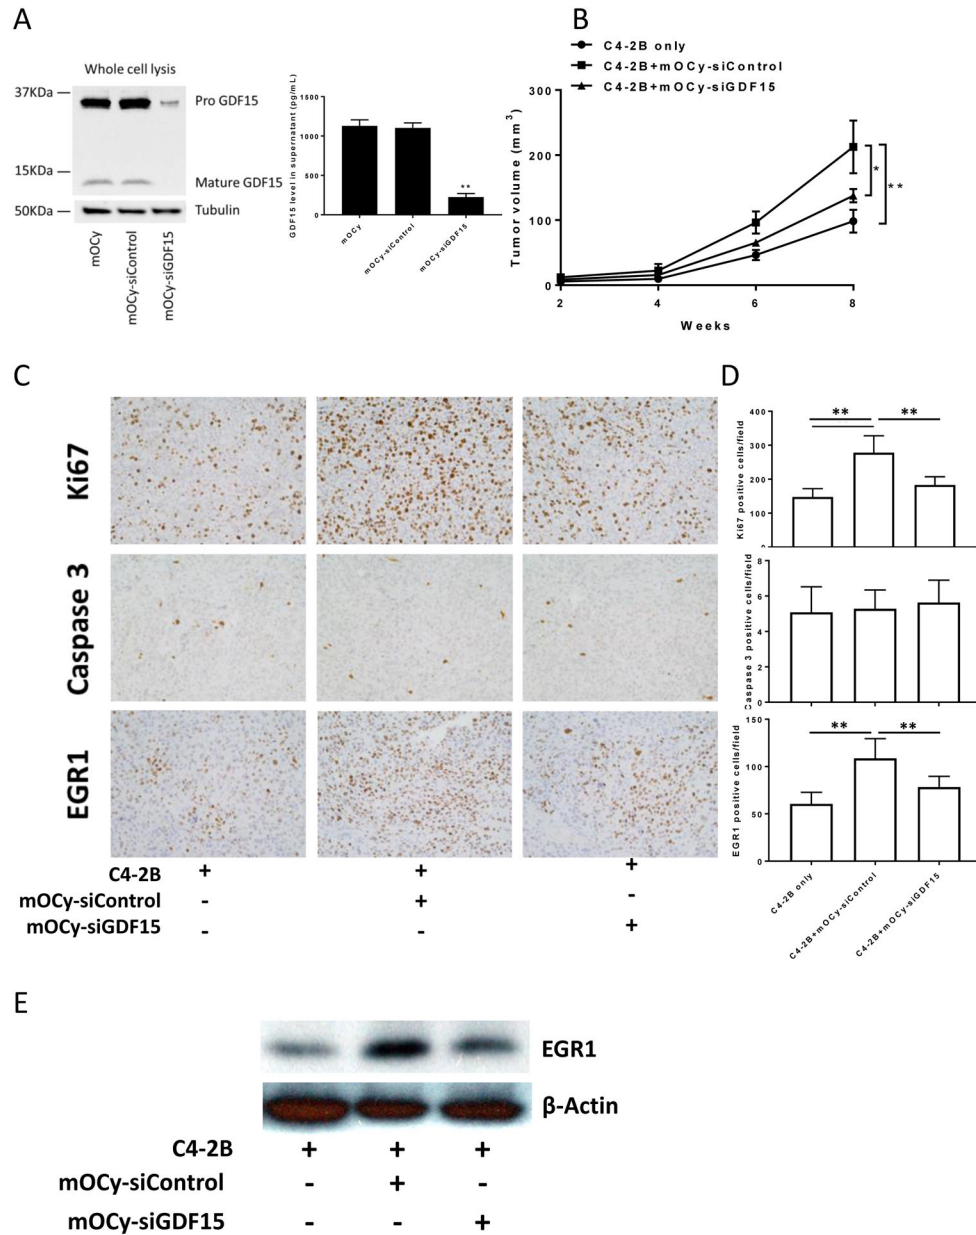 A
Whole cell lysis
37KDa
Pro GDF15
15KDa
Mature GDF15
50KDa
Tubulin
mOCy
mOCy-siControl
mOCy-siGDF15
GDF15 level in supernatant (pg/mL)
1500
1000
500
0
**
mOCy
mOCy-siControl
mOCy-siGDF15
B
C4-2B only
C4-2B+mOCy-siControl
C4-2B+mOCy-siGDF15
Tumor volume (mm3)
300
200
100
0
*
**
2 4 6 8
Weeks
C
Ki67
Caspase 3
EGR1
C4-2B + + +
mOCy-siControl - + -
mOCy-siGDF15 - - +
D
Ki67 positive cells/field
400
300
200
100
0
** **
Caspase 3 positive cells/field
8
6
4
2
0
EGR1 positive cells/field
150
100
50
0
** **
C4-2B only
C4-2B+mOCy-siControl
C4-2B+mOCy-siGDF15
E
EGR1
β-Actin
C4-2B + + +
mOCy-siControl - + -
mOCy-siGDF15 - - +